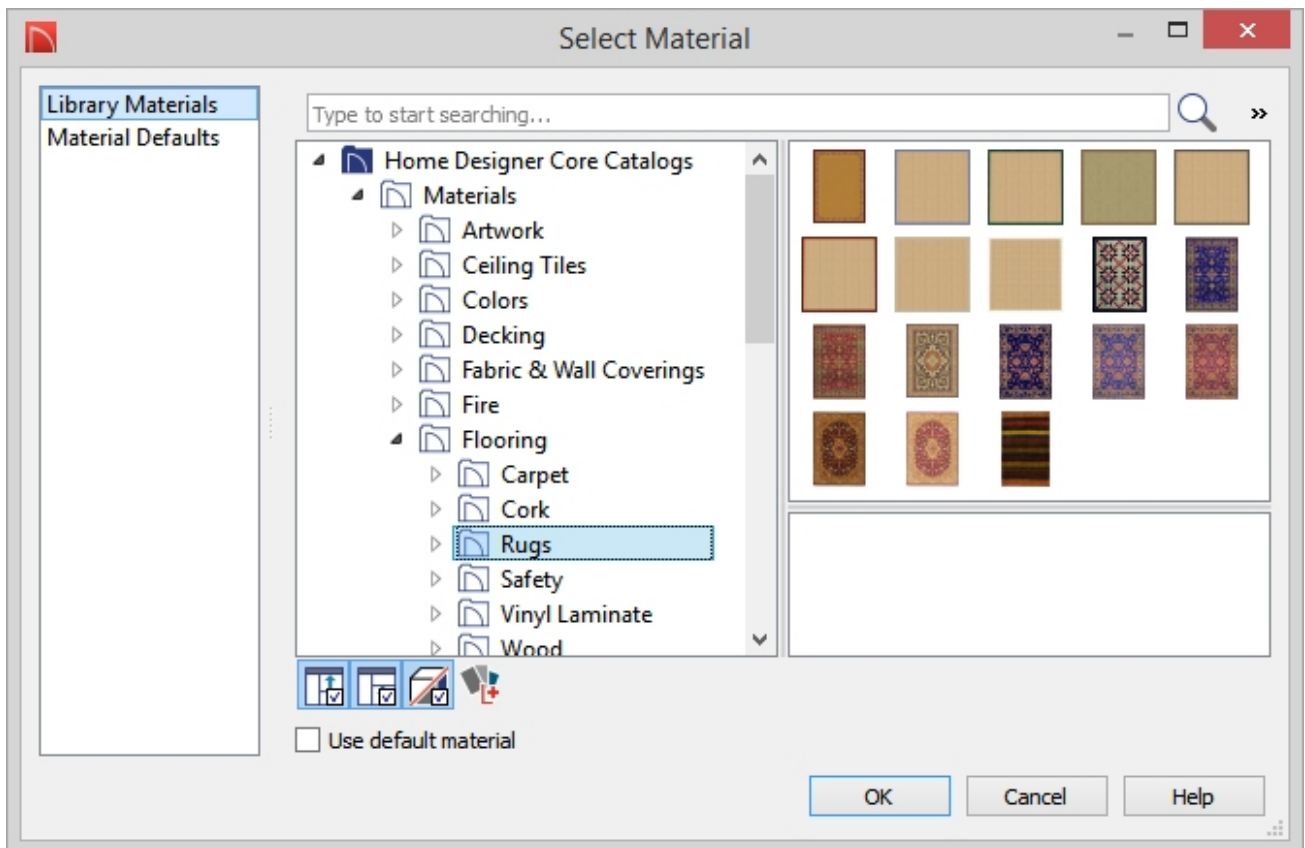 Select Material
Library Materials
Material Defaults
Type to start searching...
»
Home Designer Core Catalogs
Materials
Artwork
Ceiling Tiles
Colors
Decking
Fabric & Wall Coverings
Fire
Flooring
Carpet
Cork
Rugs
Safety
Vinyl Laminate
Wood
Use default material
OK
Cancel
Help